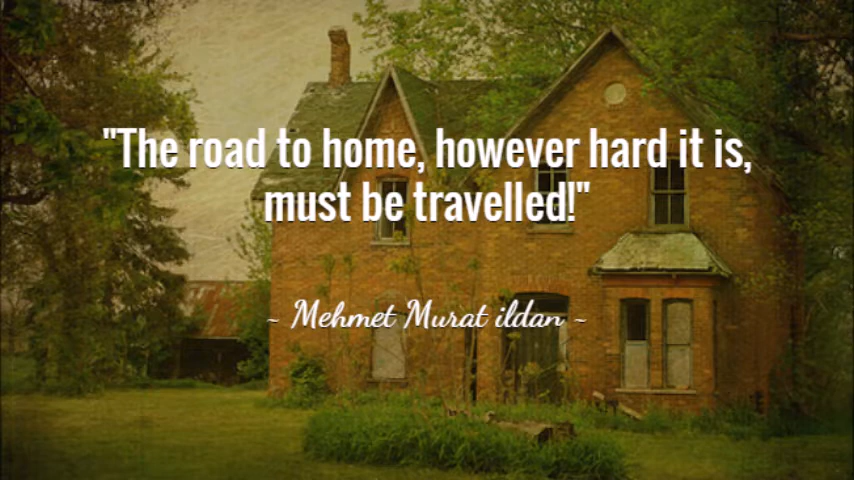 "The road to home, however hard it is,
must be travelled!"
~ Mehmet Murat ildan ~